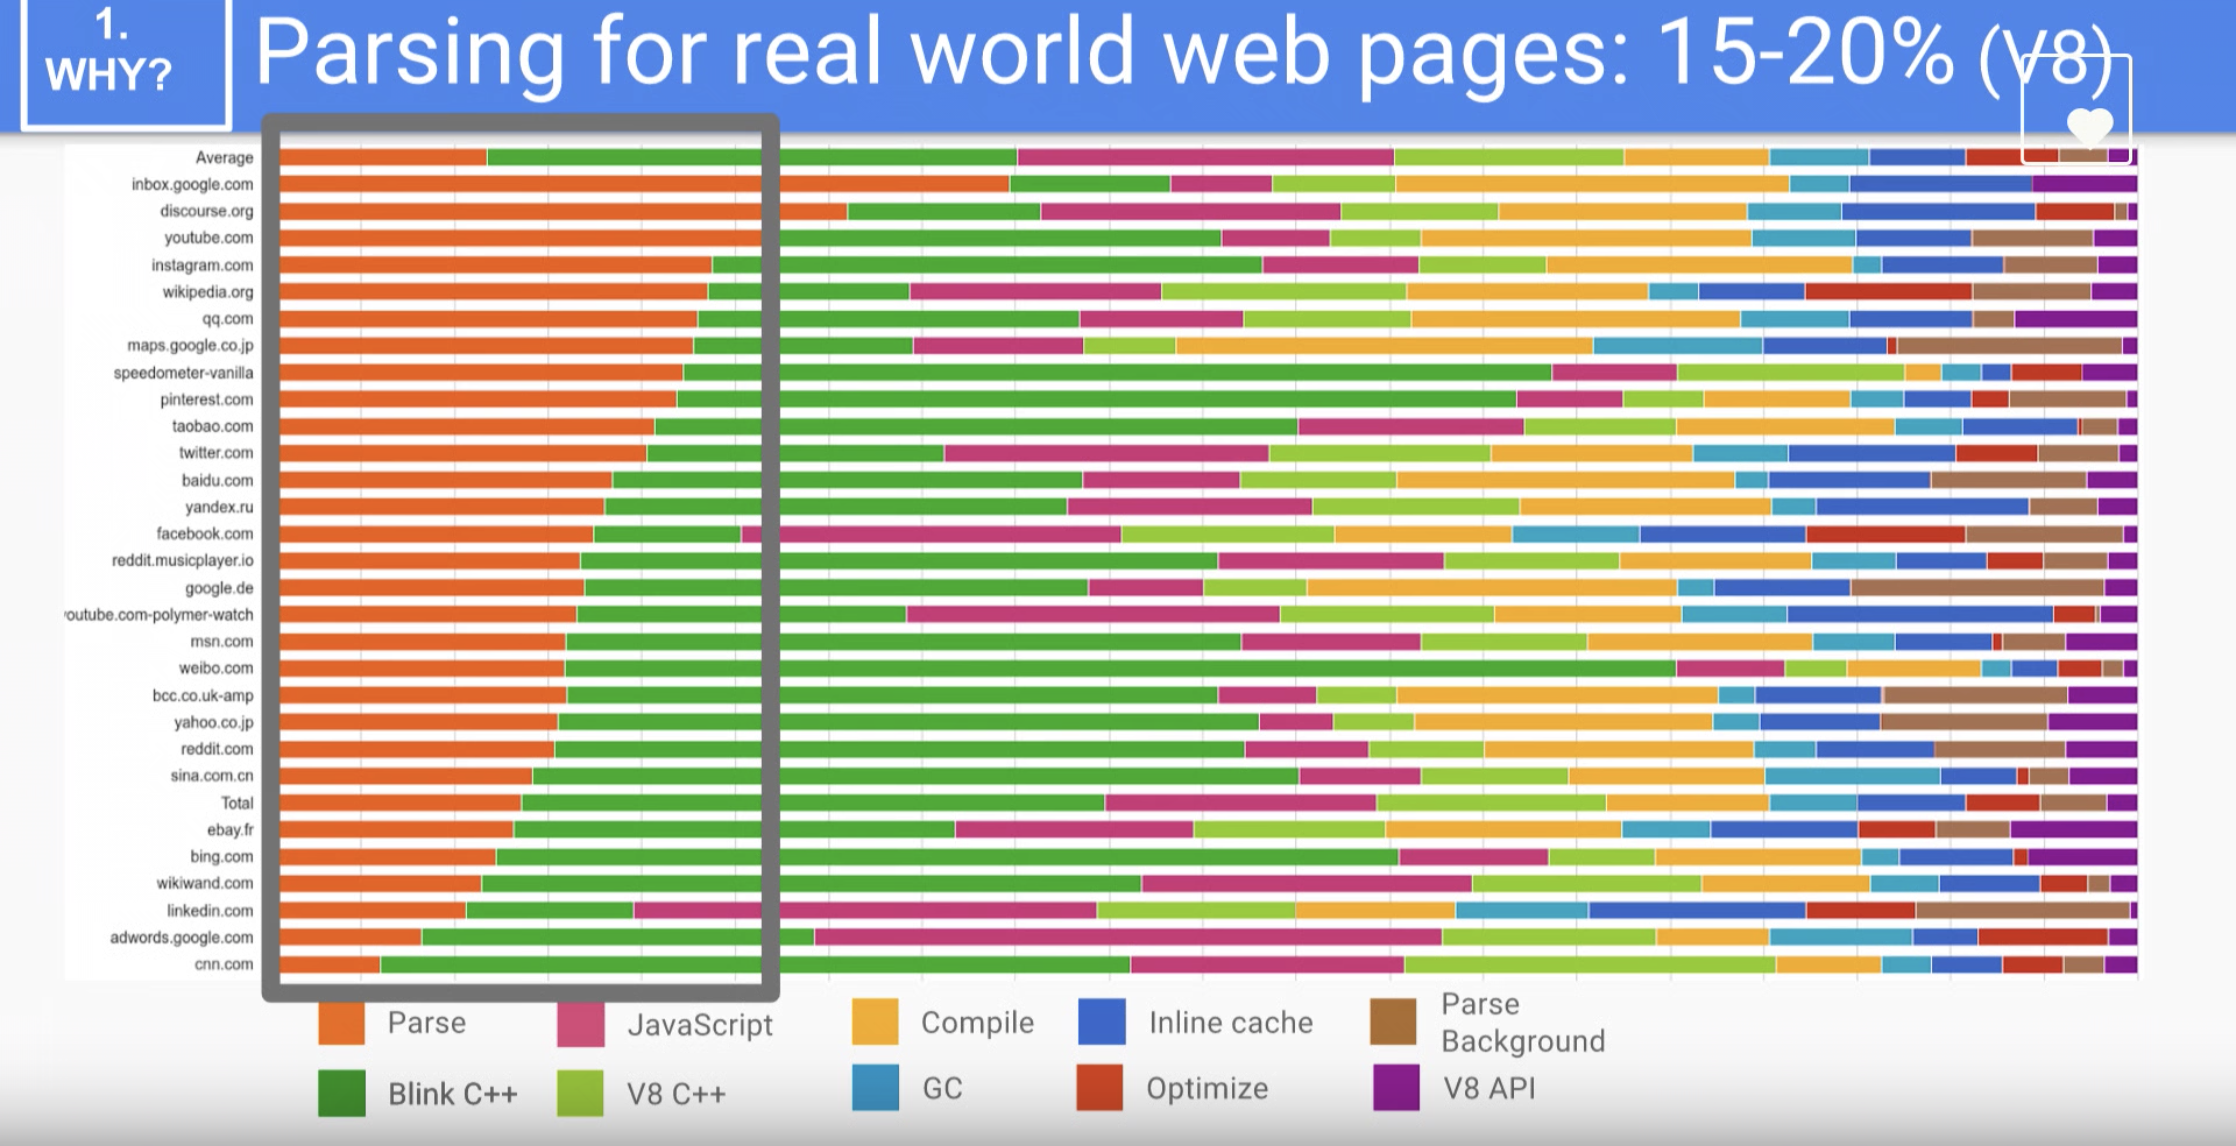 1.
WHY?
Parsing for real world web pages: 15-20% (V8)
Average
inbox.google.com
discourse.org
youtube.com
instagram.com
wikipedia.org
qq.com
maps.google.co.jp
speedometer-vanilla
pinterest.com
taobao.com
twitter.com
baidu.com
yandex.ru
facebook.com
reddit.musicplayer.io
google.de
youtube.com-polymer-watch
msn.com
weibo.com
bcc.co.uk-amp
yahoo.co.jp
reddit.com
sina.com.cn
Total
ebay.fr
bing.com
wikiwand.com
linkedin.com
adwords.google.com
cnn.com
Parse
JavaScript
Compile
Inline cache
Parse
Background
Blink C++
V8 C++
GC
Optimize
V8 API